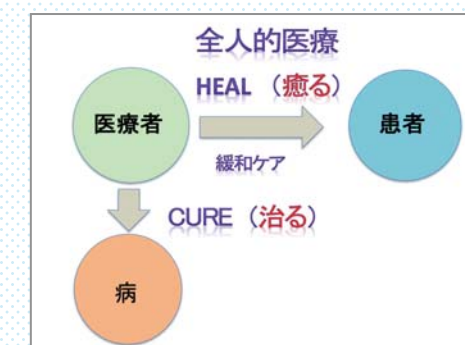 全人的医療
HEAL （癒る）
医療者
患者
緩和ケア
CURE （治る）
病